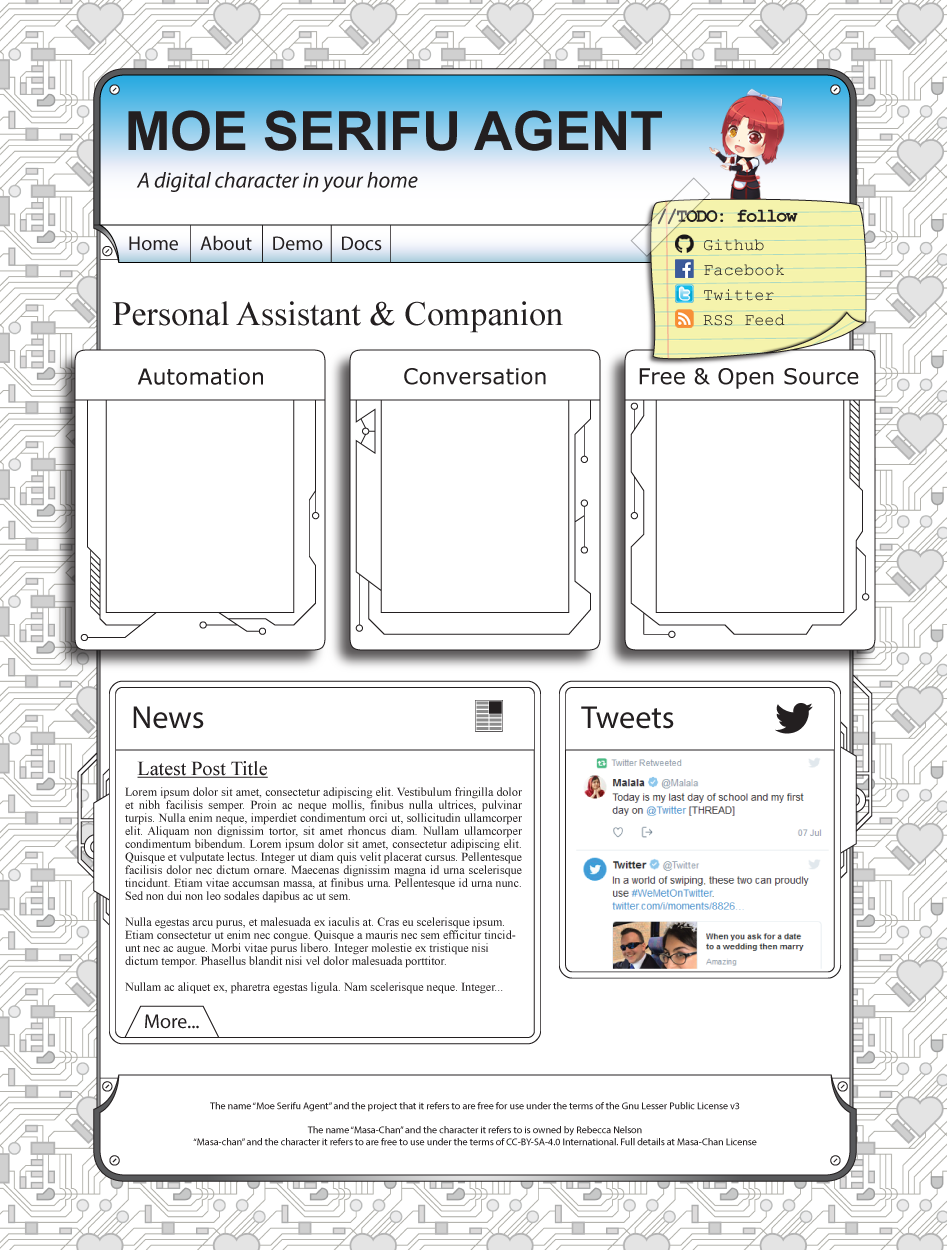 MOE SERIFU AGENT
A digital character in your home
//TODO: follow
Github
Facebook
Twitter
RSS Feed
Home
About
Demo
Docs
Personal Assistant & Companion
Automation
Conversation
Free & Open Source
News
Latest Post Title
Lorem ipsum dolor sit amet, consectetur adipiscing elit. Vestibulum fringilla dolor
et nibh facilisis semper. Proin ac neque mollis, finibus nulla ultrices, pulvinar
turpis. Nulla enim neque, imperdiet condimentum orci ut, sollicitudin ullamcorper
elit. Aliquam non dignissim tortor, sit amet rhoncus diam. Nullam ullamcorper
condimentum bibendum. Lorem ipsum dolor sit amet, consectetur adipiscing elit.
Quisque et vulputate lectus. Integer ut diam quis velit placerat cursus. Pellentesque
facilisis dolor nec dictum ornare. Maecenas dignissim magna id urna scelerisque
tincidunt. Etiam vitae accumsan massa, at finibus urna. Pellentesque id urna nunc.
Sed non dui non leo sodales dapibus ac ut sem.
Nulla egestas arcu purus, et malesuada ex iaculis at. Cras eu scelerisque ipsum.
Etiam consectetur ut enim nec congue. Quisque a mauris nec sem efficitur tincid-
unt nec ac augue. Morbi vitae purus libero. Integer molestie ex tristique nisi
dictum tempor. Phasellus blandit nisi vel dolor malesuada porttitor.
Nullam ac aliquet ex, pharetra egestas ligula. Nam scelerisque neque. Integer...
More...
Tweets
Twitter Retweeted
Malala @Malala
Today is my last day of school and my first
day on @Twitter [THREAD]
07 Jul
Twitter @Twitter
In a world of swiping, these two can proudly
use #WeMetOnTwitter.
twitter.com/i/moments/8826...
When you ask for a date
to a wedding then marry
Amazing
The name "Moe Serifu Agent" and the project that it refers to are free for use under the terms of the Gnu Lesser Public License v3
The name "Masa-Chan" and the character it refers to is owned by Rebecca Nelson
"Masa-chan" and the character it refers to are free to use under the terms of CC-BY-SA-4.0 International. Full details at Masa-Chan License